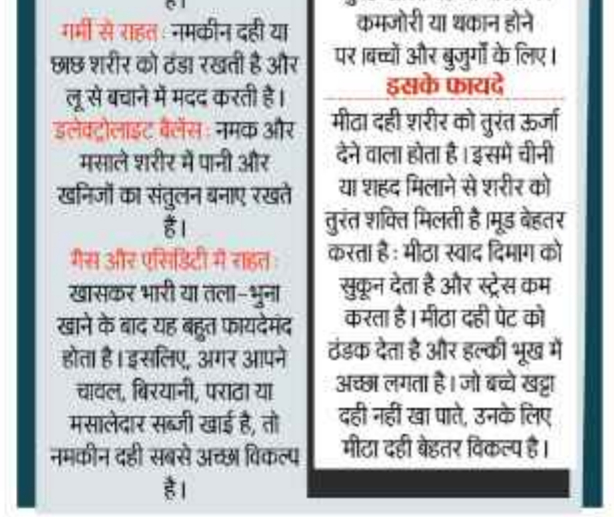 है।
गर्मी से राहत : नमकीन दही या
छाछ शरीर को ठंडा रखती है और
लू से बचाने में मदद करती है।
इलेक्ट्रोलाइट बैलेंस : नमक और
मसाले शरीर में पानी और
खनिजों का संतुलन बनाए रखते
हैं।
गैस और एसिडिटी में राहत :
खासकर भारी या तला-भुना
खाने के बाद यह बहुत फायदेमंद
होता है। इसलिए, अगर आपने
चावल, बिरयानी, पराठा या
मसालेदार सब्जी खाई है, तो
नमकीन दही सबसे अच्छा विकल्प
है।
कमजोरी या थकान होने
पर।बच्चों और बुजुर्गों के लिए।
इसके फायदे
मीठा दही शरीर को तुरंत ऊर्जा
देने वाला होता है। इसमें चीनी
या शहद मिलाने से शरीर को
तुरंत शक्ति मिलती है।मूड बेहतर
करता है : मीठा स्वाद दिमाग को
सुकून देता है और स्ट्रेस कम
करता है। मीठा दही पेट को
ठंडक देता है और हल्की भूख में
अच्छा लगता है। जो बच्चे खट्टा
दही नहीं खा पाते, उनके लिए
मीठा दही बेहतर विकल्प है।